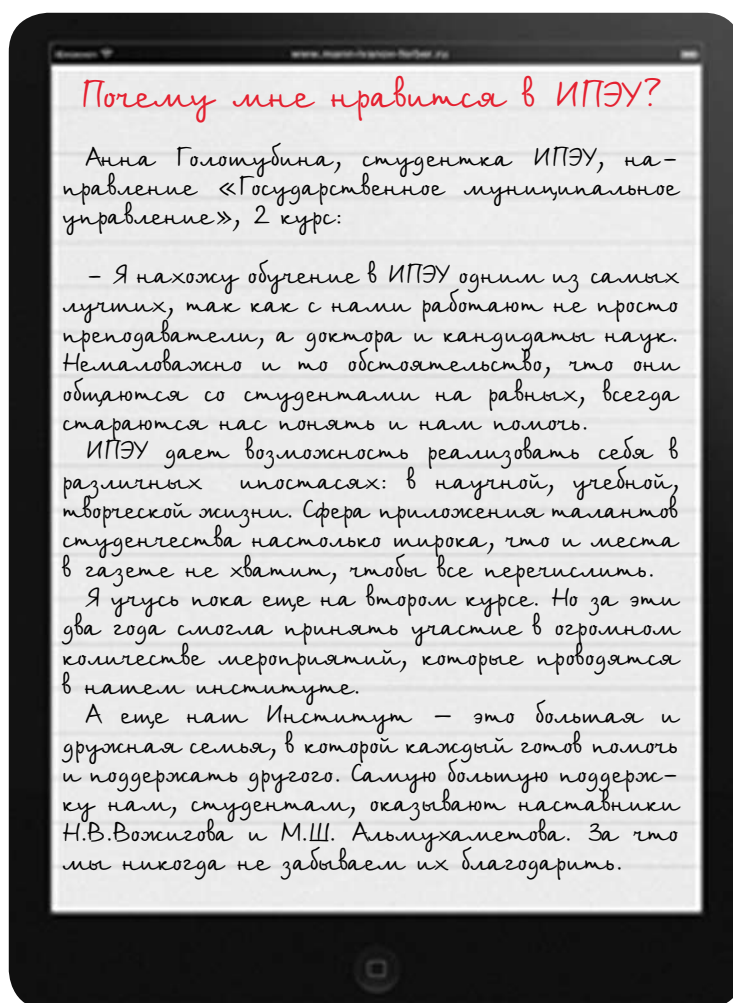 www.mann-ivanov-ferber.ru
Почему мне нравится в ИПЭУ?
Анна Голотубина, студентка ИПЭУ, на-
правление «Государственное муниципальное
управление», 2 курс:
– Я нахожу обучение в ИПЭУ одним из самых
лучших, так как с нами работают не просто
преподаватели, а доктора и кандидаты наук.
Немаловажно и то обстоятельство, что они
общаются со студентами на равных, всегда
стараются нас понять и нам помочь.
ИПЭУ дает возможность реализовать себя в
различных ипостасях: в научной, учебной,
творческой жизни. Сфера приложения талантов
студенчества настолько широка, что и места
в газете не хватит, чтобы все перечислить.
Я учусь пока еще на втором курсе. Но за эти
два года смогла принять участие в огромном
количестве мероприятий, которые проводятся
в нашем институте.
А еще наш Институт – это большая и
дружная семья, в которой каждый готов помочь
и поддержать другого. Самую большую поддерж-
ку нам, студентам, оказывают наставники
Н.В.Вожигова и М.Ш. Альмухаметова. За что
мы никогда не забываем их благодарить.